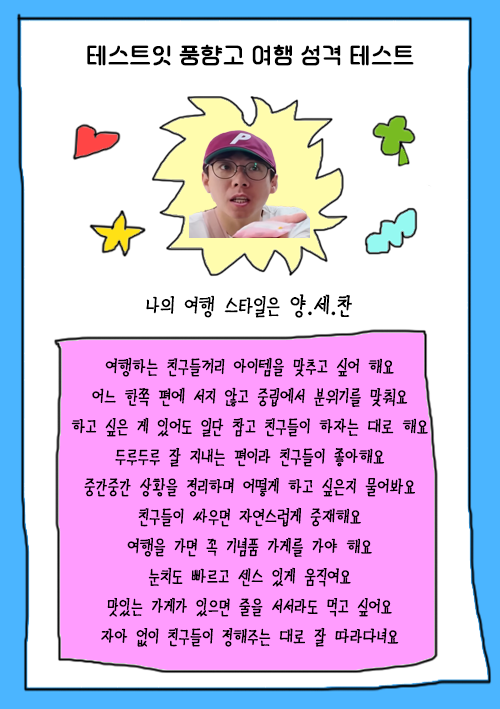 테스트잇 풍향고 여행 성격 테스트
P
나의 여행 스타일은 양.세.찬
여행하는 친구들끼리 아이템을 맞추고 싶어 해요
어느 한쪽 편에 서지 않고 중립에서 분위기를 맞춰요
하고 싶은 게 있어도 일단 참고 친구들이 하자는 대로 해요
두루두루 잘 지내는 편이라 친구들이 좋아해요
중간중간 상황을 정리하며 어떻게 하고 싶은지 물어봐요
친구들이 싸우면 자연스럽게 중재해요
여행을 가면 꼭 기념품 가게를 가야 해요
눈치도 빠르고 센스 있게 움직여요
맛있는 가게가 있으면 줄을 서서라도 먹고 싶어요
자아 없이 친구들이 정해주는 대로 잘 따라다녀요